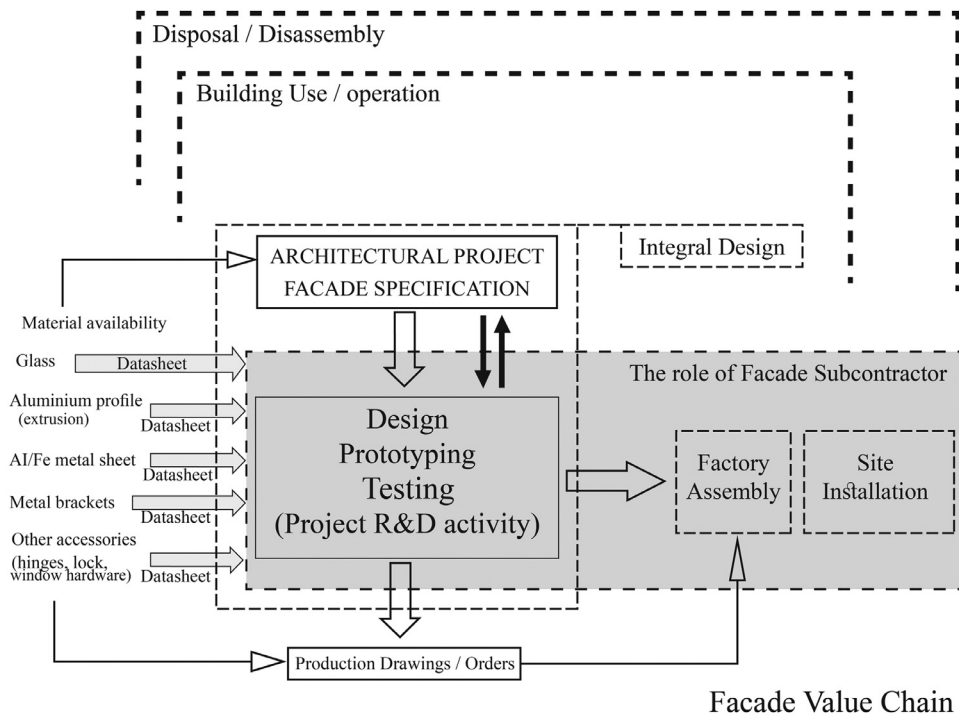 Disposal / Disassembly
Building Use / operation
ARCHITECTURAL PROJECT
FACADE SPECIFICATION
Integral Design
Material availability
Glass
Datasheet
The role of Facade Subcontractor
Aluminium profile
(extrusion)
Datasheet
AI/Fe metal sheet
Datasheet
Metal brackets
Datasheet
Other accessories
(hinges, lock,
window hardware)
Datasheet
Design
Prototyping
Testing
(Project R&D activity)
Factory
Assembly
Site
Installation
Production Drawings / Orders
Facade Value Chain